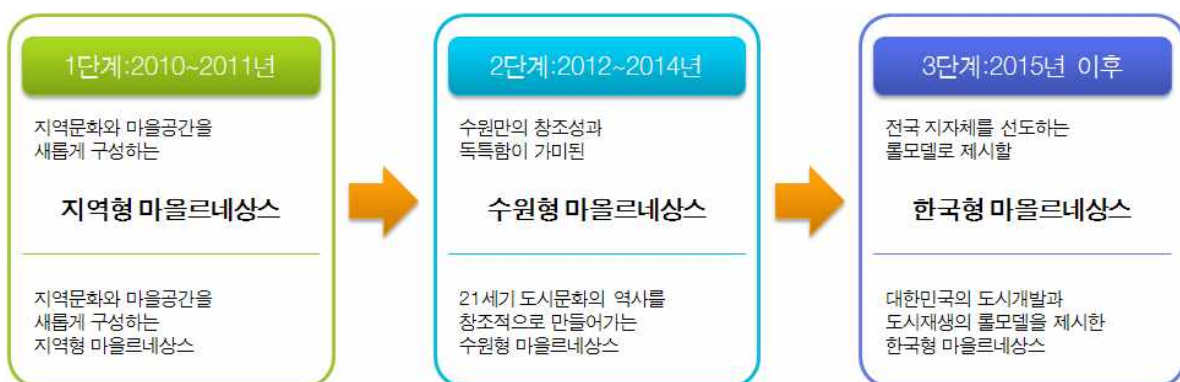 1단계:2010~2011년
지역문화와 마을공간을
새롭게 구성하는
지역형 마을르네상스
지역문화와 마을공간을
새롭게 구성하는
지역형 마을르네상스
2단계:2012~2014년
수원만의 창조성과
독특함이 가미된
수원형 마을르네상스
21세기 도시문화의 역사를
창조적으로 만들어가는
수원형 마을르네상스
3단계:2015년 이후
전국 지자체를 선도하는
롤모델로 제시할
한국형 마을르네상스
대한민국의 도시개발과
도시재생의 롤모델을 제시한
한국형 마을르네상스